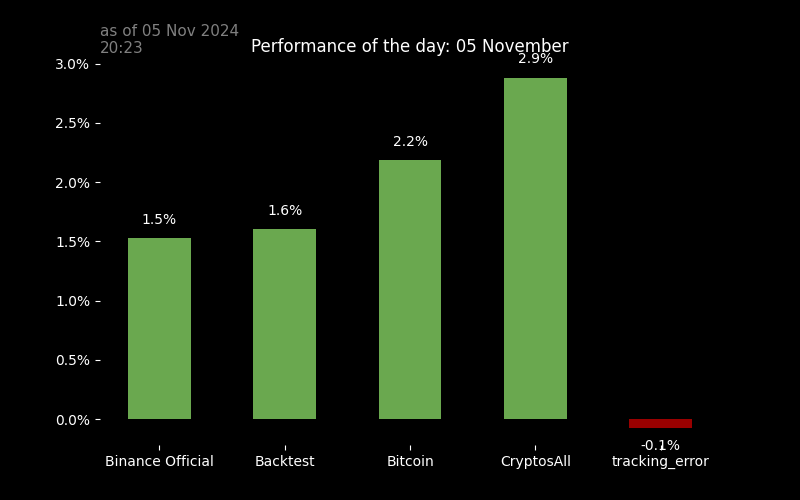 as of 05 Nov 2024
20:23
Performance of the day: 05 November
3.0%
2.5%
2.0%
1.5%
1.0%
0.5%
0.0%
1.5%
1.6%
2.2%
2.9%
-0.1%
Binance Official
Backtest
Bitcoin
CryptosAll
tracking_error